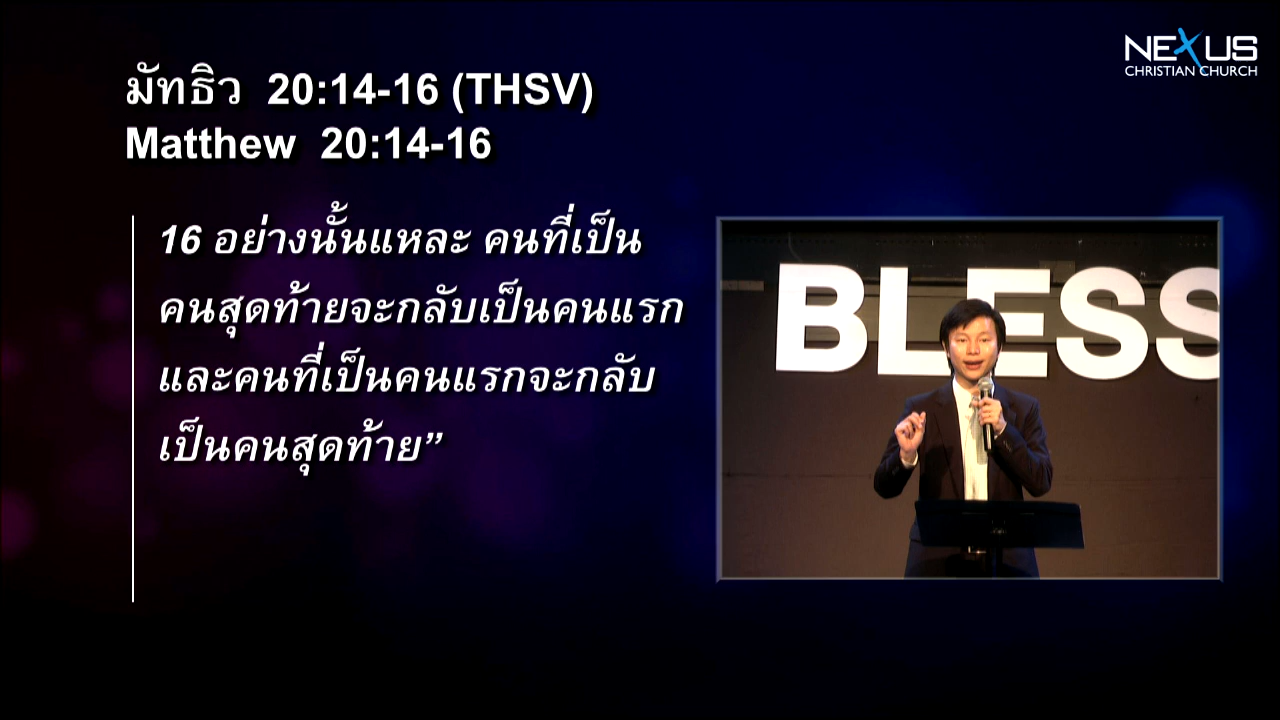 มัทธิว 20:14-16 (THSV)
Matthew 20:14-16
NEXUS
CHRISTIAN CHURCH
16 อย่างนั้นแหละ คนที่เป็น
คนสุดท้ายจะกลับเป็นคนแรก
และคนที่เป็นคนแรกจะกลับ
เป็นคนสุดท้าย”
BLESS